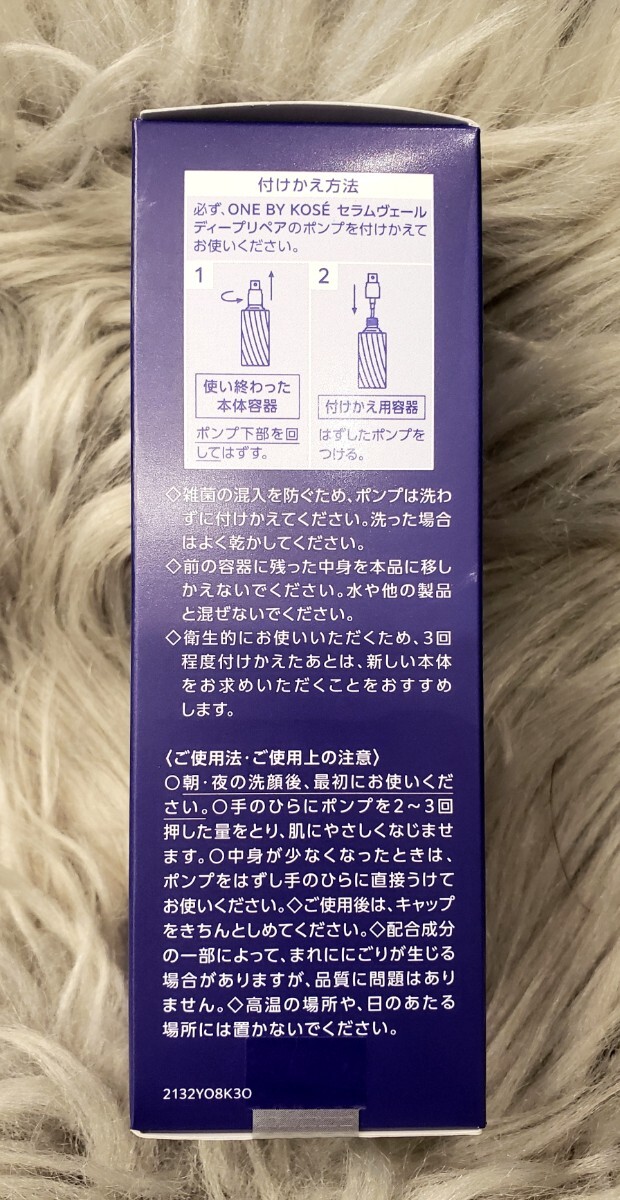 付けかえ方法
必ず、ONE BY KOSÉ セラムヴェール
ディープリペアのポンプを付けかえて
お使いください。
1
使い終わった
本体容器
ポンプ下部を回
してはずす。
2
付けかえ用容器
はずしたポンプを
つける。
◇雑菌の混入を防ぐため、ポンプは洗わ
ずに付けかえてください。洗った場合
はよく乾かしてください。
◇前の容器に残った中身を本品に移し
かえないでください。水や他の製品
と混ぜないでください。
◇衛生的にお使いいただくため、3回
程度付けかえたあとは、新しい本体
をお求めいただくことをおすすめ
します。
〈ご使用法・ご使用上の注意〉
○朝・夜の洗顔後、最初にお使いくだ
さい。○手のひらにポンプを2～3回
押した量をとり、肌にやさしくなじませ
ます。○中身が少なくなったときは、
ポンプをはずし手のひらに直接うけて
お使いください。◇ご使用後は、キャップ
をきちんとしめてください。◇配合成分
の一部によって、まれににごりが生じる
場合がありますが、品質に問題はあり
ません。◇高温の場所や、日のあたる
場所には置かないでください。
2132YO8K3O